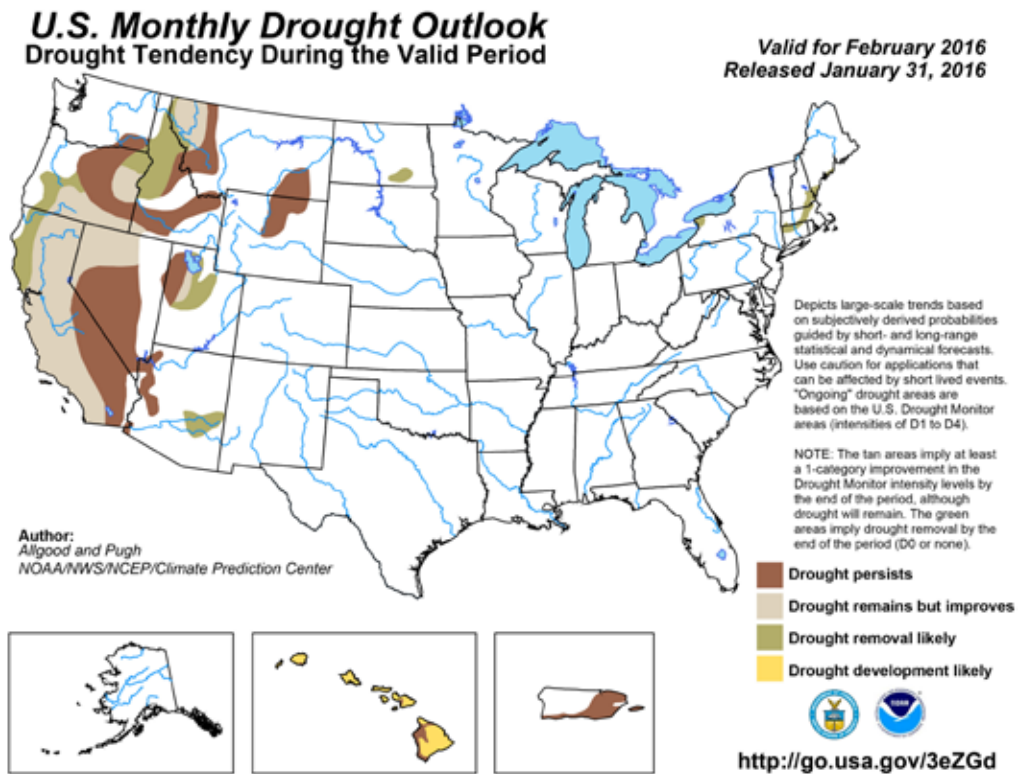 U.S. Monthly Drought Outlook
Drought Tendency During the Valid Period
Valid for February 2016
Released January 31, 2016
Depicts large-scale trends based
on subjectively derived probabilities
guided by short- and long-range
statistical and dynamical forecasts.
Use caution for applications that
can be affected by short lived events.
"Ongoing" drought areas are
based on the U.S. Drought Monitor
areas (intensities of D1 to D4).
NOTE: The tan areas imply at least
a 1-category improvement in the
Drought Monitor intensity levels by
the end of the period, although
drought will remain. The green
areas imply drought removal by the
end of the period (D0 or none).
Author:
Allgood and Pugh
NOAA/NWS/NCEP/Climate Prediction Center
Drought persists
Drought remains but improves
Drought removal likely
Drought development likely
NOAA
http://go.usa.gov/3eZGd